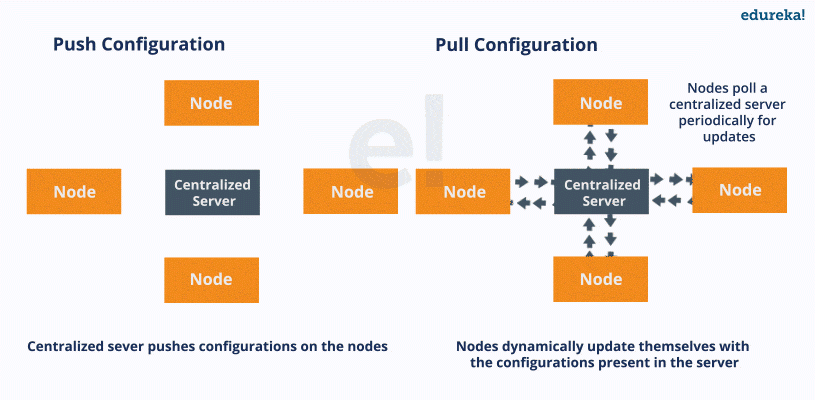 edureka!
Push Configuration
Node
Node
Centralized
Server
Node
Node
Centralized sever pushes configurations on the nodes
Pull Configuration
Node
Nodes poll a
centralized server
periodically for
updates
Node
Centralized
Server
Node
Node
Nodes dynamically update themselves with
the configurations present in the server
e!